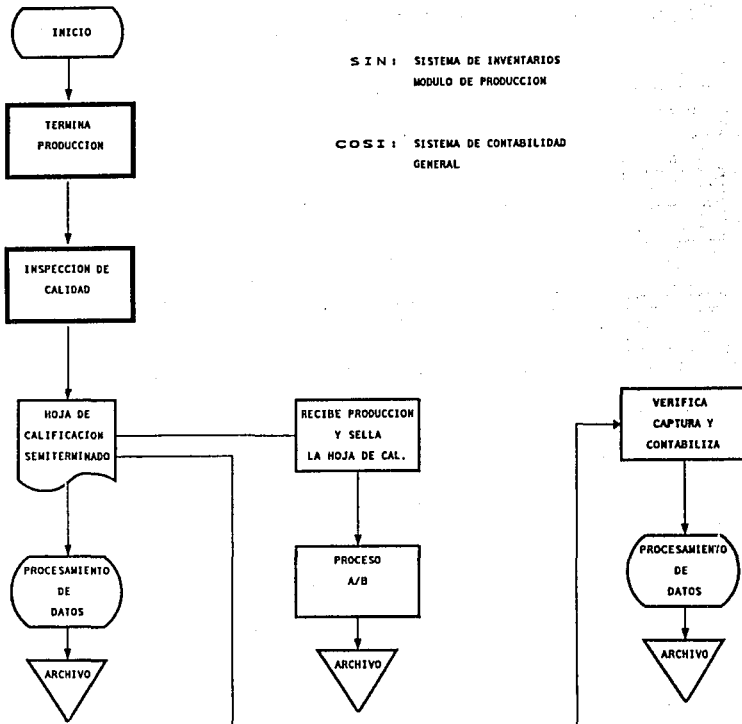 INICIO
SIN: SISTEMA DE INVENTARIOS
MODULO DE PRODUCCION
TERMINA
PRODUCCION
COSI: SISTEMA DE CONTABILIDAD
GENERAL
INSPECCION DE
CALIDAD
HOJA DE
CALIFICACION
SEMITERMINADO
RECIBE PRODUCCION
Y SELLA
LA HOJA DE CAL.
VERIFICA
CAPTURA Y
CONTABILIZA
PROCESAMIENTO
DE
DATOS
PROCESO
A/B
PROCESAMIENTO
DE
DATOS
ARCHIVO
ARCHIVO
ARCHIVO